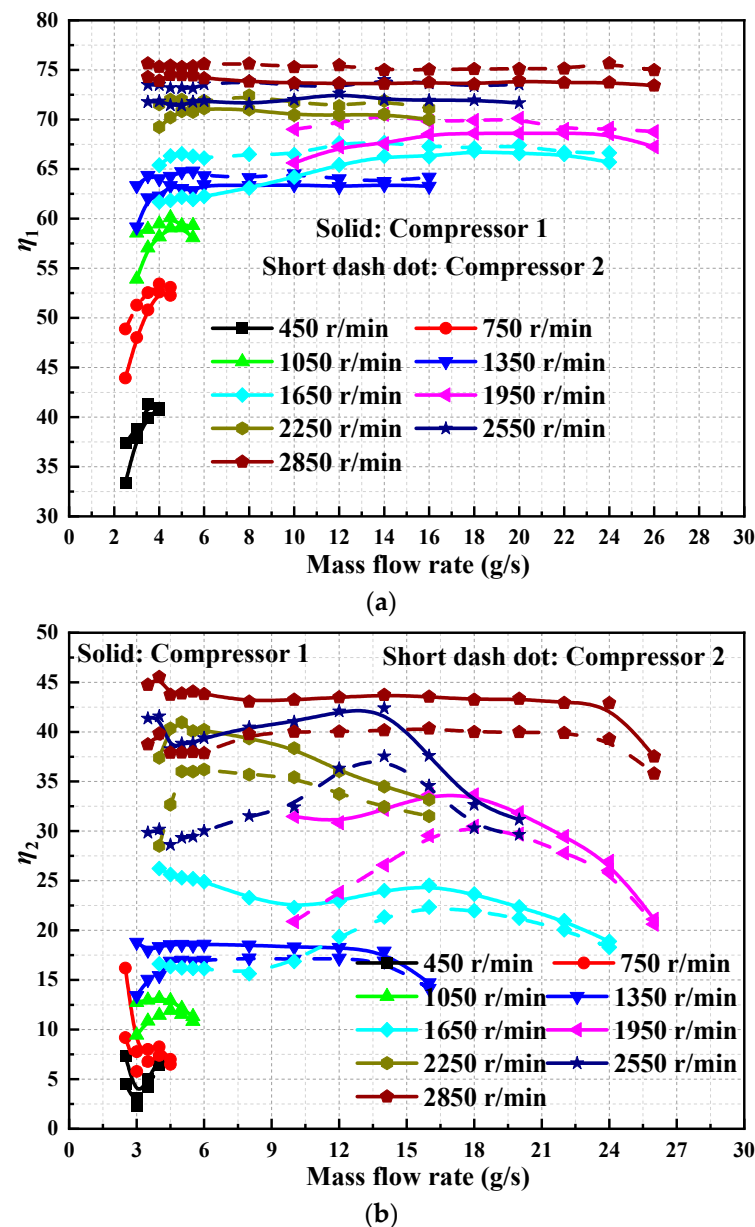 80
75
70
65
60
55
50
45
40
35
30
η1
Solid: Compressor 1
Short dash dot: Compressor 2
450 r/min 750 r/min
1050 r/min 1350 r/min
1650 r/min 1950 r/min
2250 r/min 2550 r/min
2850 r/min
0 2 4 6 8 10 12 14 16 18 20 22 24 26 28 30
Mass flow rate (g/s)
(a)
50
45
40
35
30
25
20
15
10
5
0
η2
Solid: Compressor 1
Short dash dot: Compressor 2
450 r/min 750 r/min
1050 r/min 1350 r/min
1650 r/min 1950 r/min
2250 r/min 2550 r/min
2850 r/min
0 3 6 9 12 15 18 21 24 27 30
Mass flow rate (g/s)
(b)